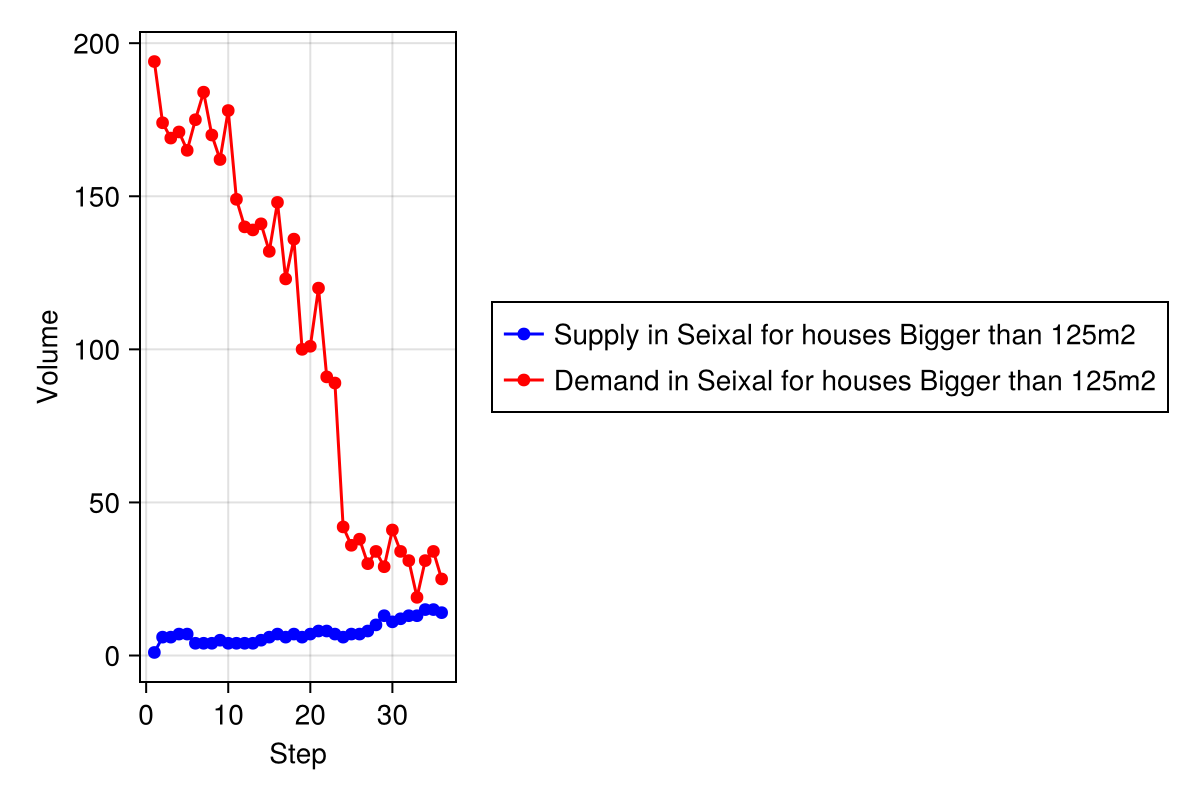 200
150
100
50
0
Volume
0 10 20 30
Step
Supply in Seixal for houses Bigger than 125m2
Demand in Seixal for houses Bigger than 125m2